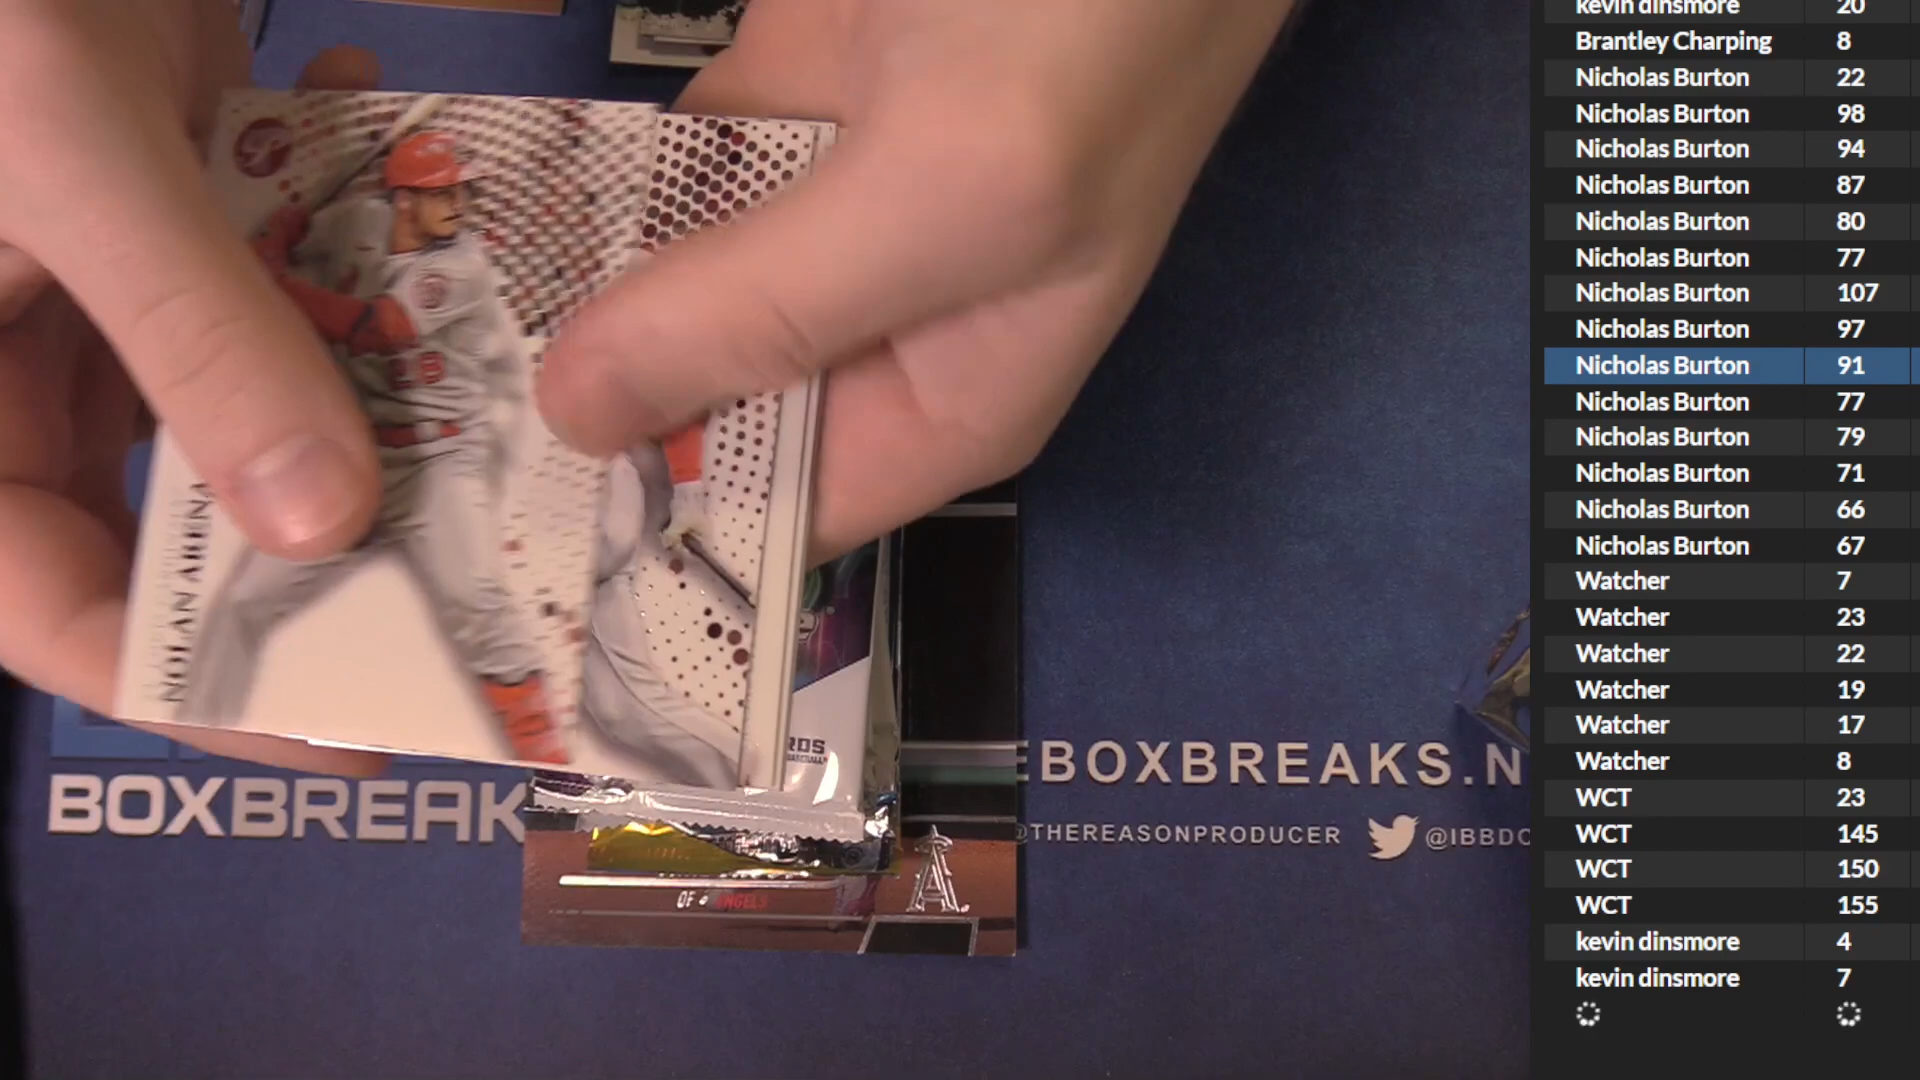 NOLAN ARENA
28
RDS
BASEBALL
BOXBREAK
EBOXBREAKS.N
@THEREASONPRODUCER
@IBBDC
OF • ANGELS
A
kevin dinsmore 20
Brantley Charping 8
Nicholas Burton 22
Nicholas Burton 98
Nicholas Burton 94
Nicholas Burton 87
Nicholas Burton 80
Nicholas Burton 77
Nicholas Burton 107
Nicholas Burton 97
Nicholas Burton 91
Nicholas Burton 77
Nicholas Burton 79
Nicholas Burton 71
Nicholas Burton 66
Nicholas Burton 67
Watcher 7
Watcher 23
Watcher 22
Watcher 19
Watcher 17
Watcher 8
WCT 23
WCT 145
WCT 150
WCT 155
kevin dinsmore 4
kevin dinsmore 7